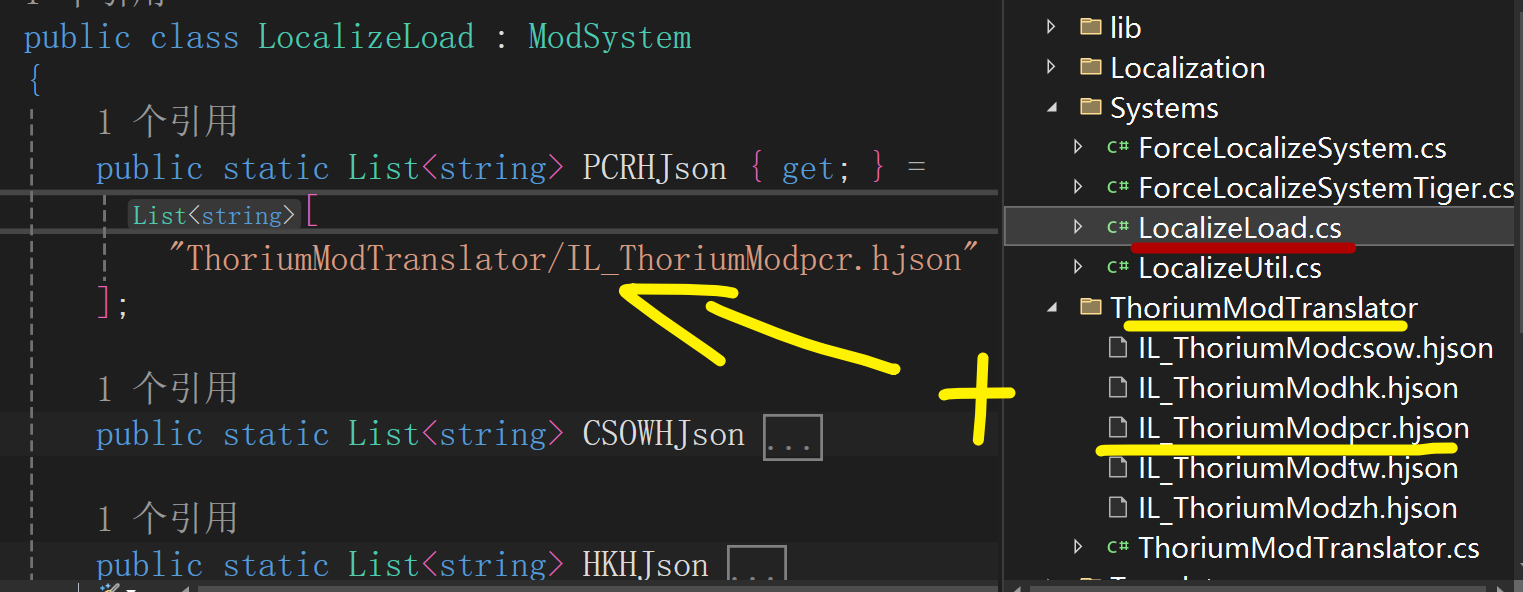 public class LocalizeLoad : ModSystem
{
1 个引用
public static List<string> PCRHJson { get; } =
List<string>[
"ThoriumModTranslator/IL_ThoriumModpcr.hjson"
];
1 个引用
public static List<string> CSOWHJson ...
1 个引用
public static List<string> HKHJson ...
lib
Localization
Systems
C# ForceLocalizeSystem.cs
C# ForceLocalizeSystemTiger.cs
C# LocalizeLoad.cs
C# LocalizeUtil.cs
ThoriumModTranslator
IL_ThoriumModcsow.hjson
IL_ThoriumModhk.hjson
IL_ThoriumModpcr.hjson
IL_ThoriumModtw.hjson
IL_ThoriumModzh.hjson
C# ThoriumModTranslator.cs